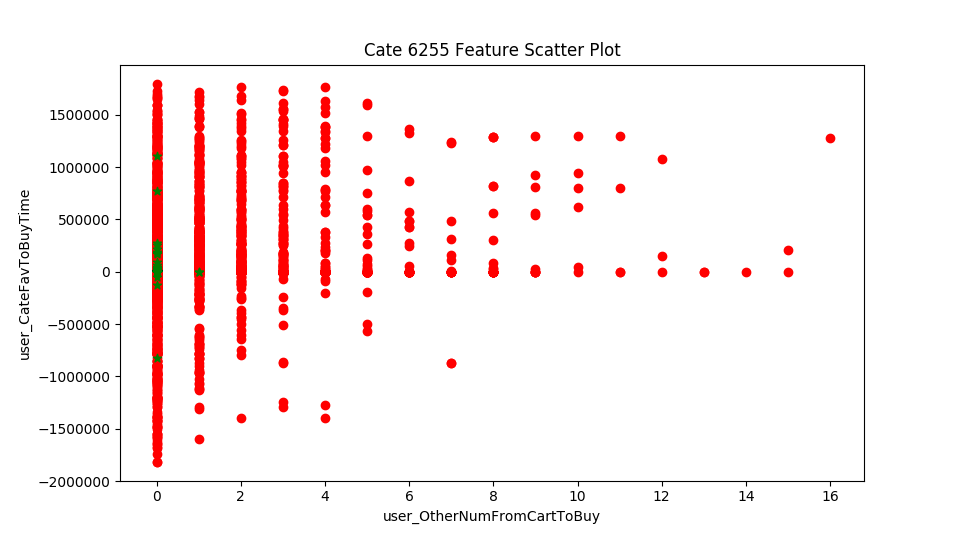 Cate 6255 Feature Scatter Plot
user_CateFavToBuyTime
1500000
1000000
500000
0
−500000
−1000000
−1500000
−2000000
0 2 4 6 8 10 12 14 16
user_OtherNumFromCartToBuy